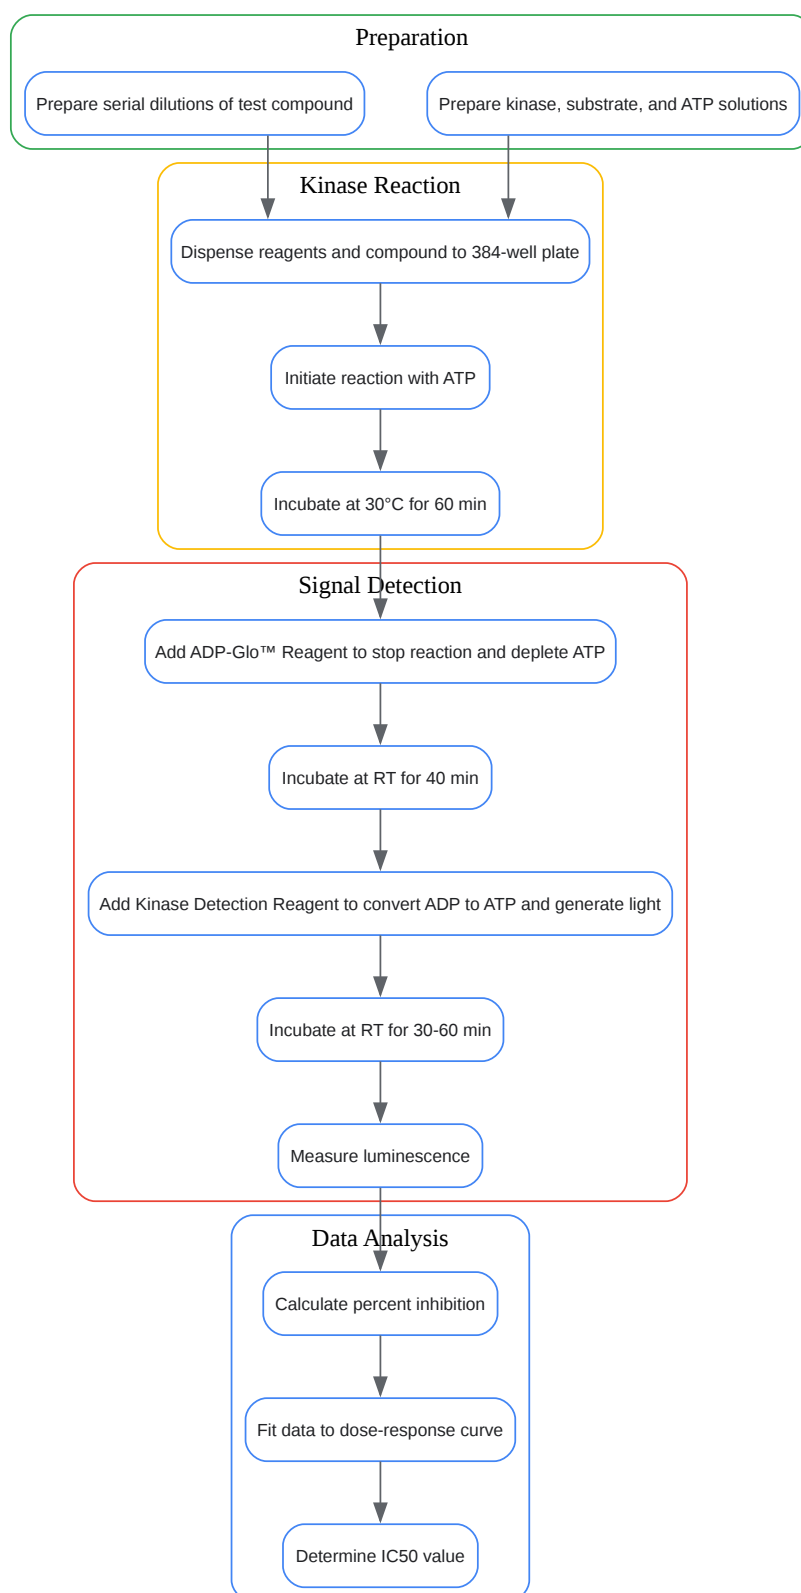 Preparation
Prepare serial dilutions of test compound
Prepare kinase, substrate, and ATP solutions
Kinase Reaction
Dispense reagents and compound to 384-well plate
Initiate reaction with ATP
Incubate at 30°C for 60 min
Signal Detection
Add ADP-Glo™ Reagent to stop reaction and deplete ATP
Incubate at RT for 40 min
Add Kinase Detection Reagent to convert ADP to ATP and generate light
Incubate at RT for 30-60 min
Measure luminescence
Data Analysis
Calculate percent inhibition
Fit data to dose-response curve
Determine IC50 value